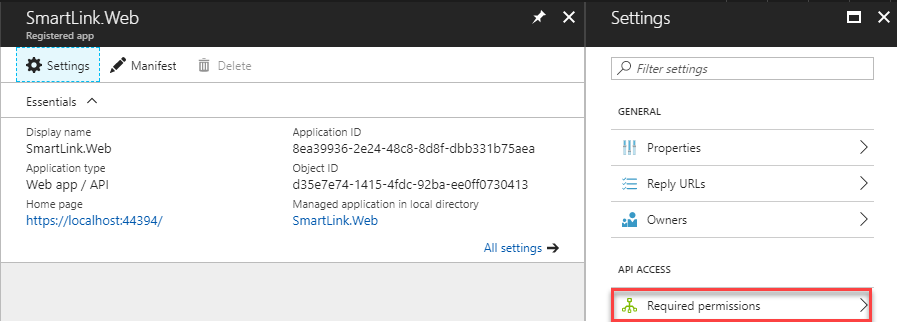 SmartLink.Web
Registered app
Settings
Manifest
Delete
Essentials
Display name
SmartLink.Web
Application type
Web app / API
Home page
https://localhost:44394/
Application ID
8ea39936-2e24-48c8-8d8f-dbb331b75aea
Object ID
d35e7e74-1415-4fdc-92ba-ee0ff0730413
Managed application in local directory
SmartLink.Web
All settings
Settings
Filter settings
GENERAL
Properties
Reply URLs
Owners
API ACCESS
Required permissions